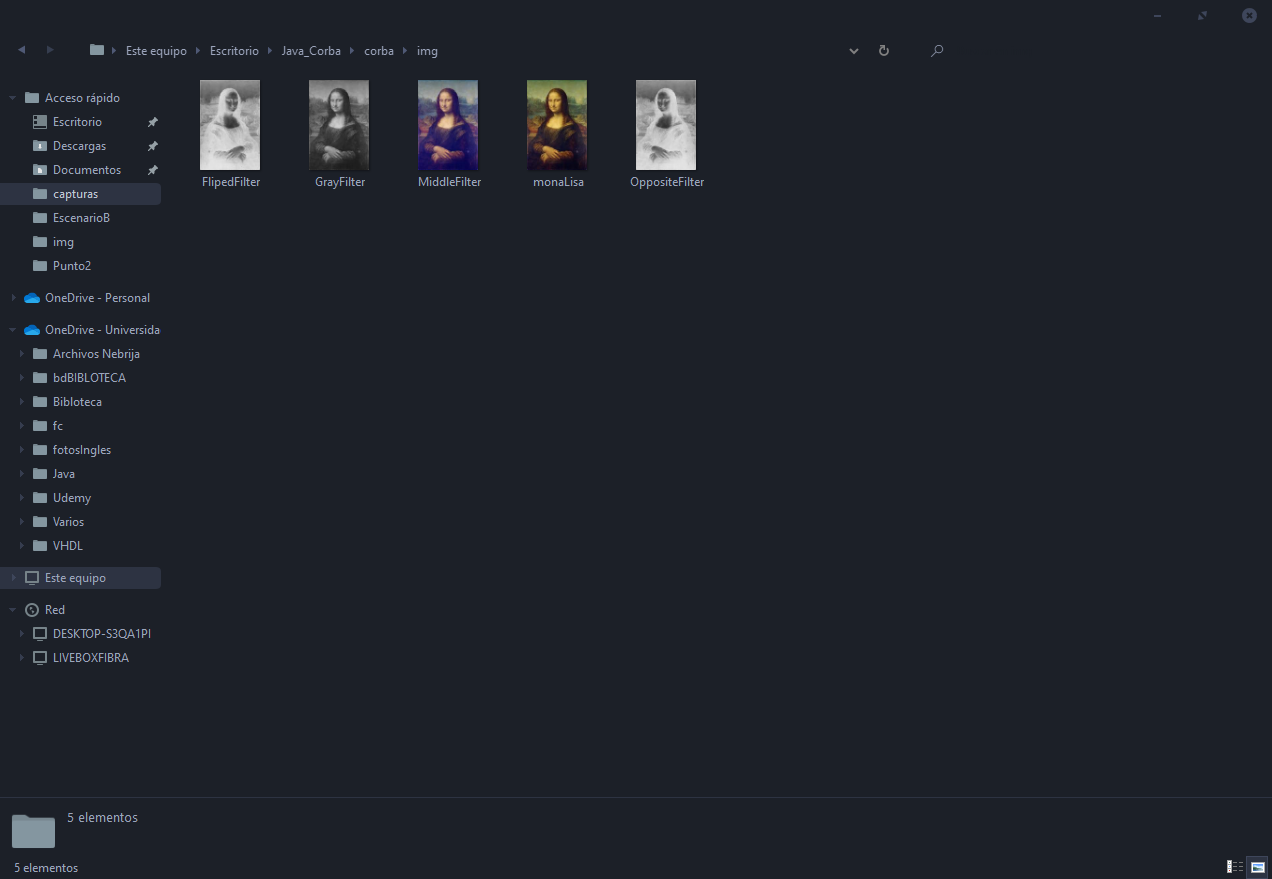 Este equipo Escritorio Java_Corba corba img
Acceso rápido
Escritorio
Descargas
Documentos
capturas
EscenarioB
img
Punto2
OneDrive - Personal
OneDrive - Universida
Archivos Nebrija
bdBIBLOTECA
Bibloteca
fc
fotosIngles
Java
Udemy
Varios
VHDL
Este equipo
Red
DESKTOP-S3QA1PI
LIVEBOXFIBRA
FlipedFilter
GrayFilter
MiddleFilter
monaLisa
OppositeFilter
5 elementos
5 elementos